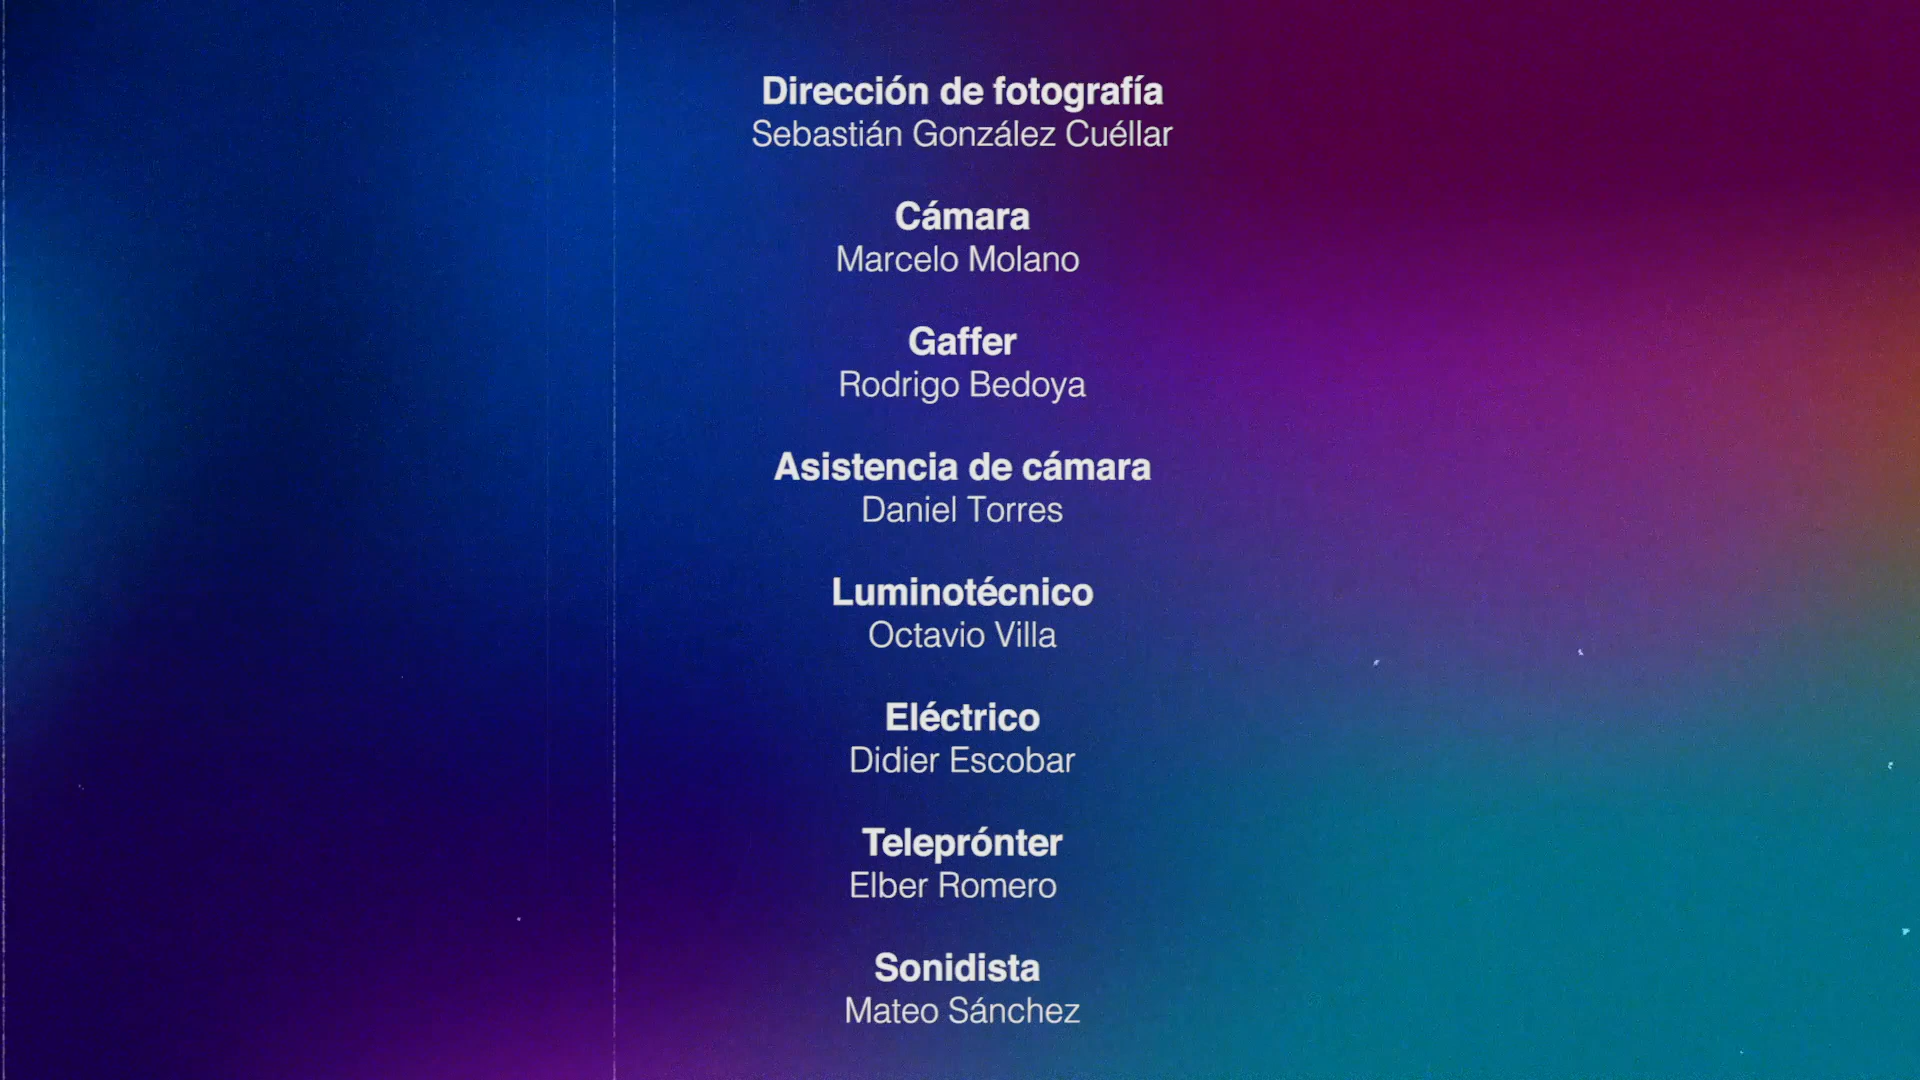 Dirección de fotografía
Sebastián González Cuéllar
Cámara
Marcelo Molano
Gaffer
Rodrigo Bedoya
Asistencia de cámara
Daniel Torres
Luminotécnico
Octavio Villa
Eléctrico
Didier Escobar
Teleprónter
Elber Romero
Sonidista
Mateo Sánchez